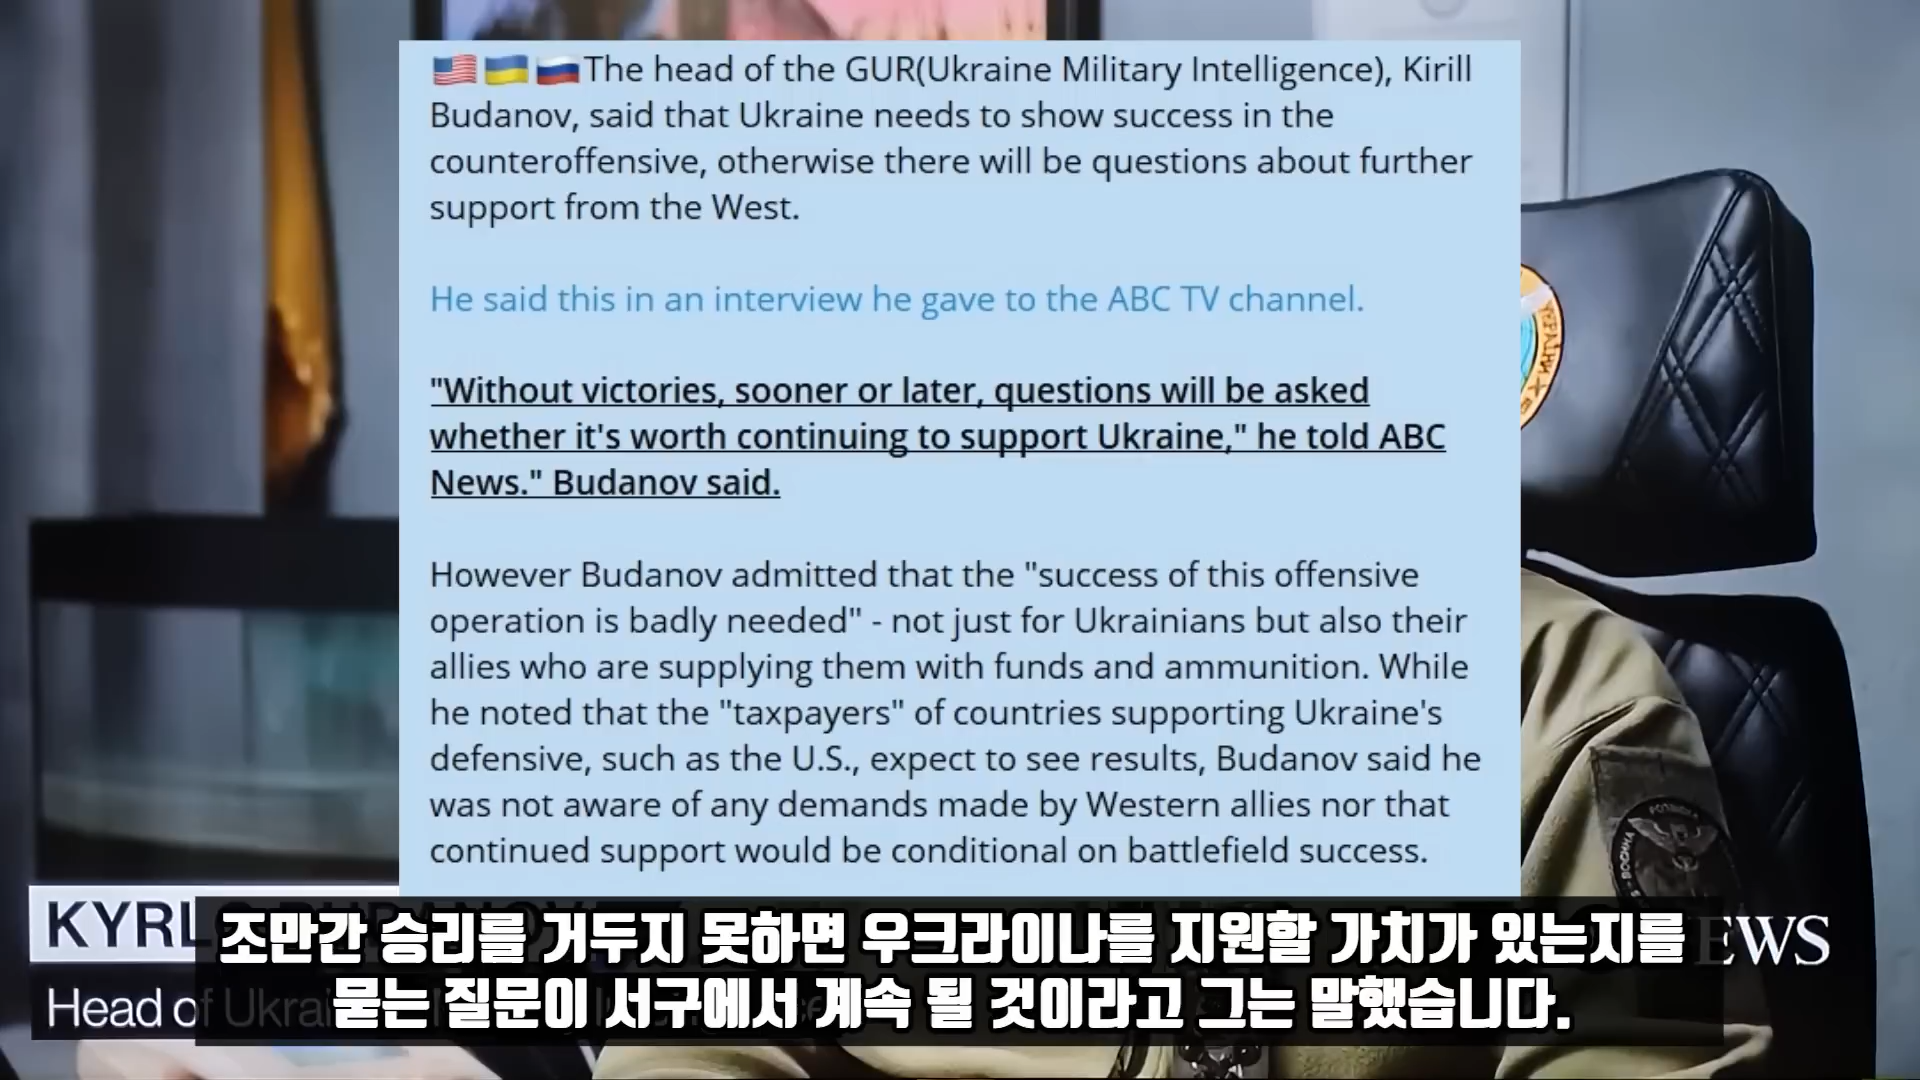 The head of the GUR(Ukraine Military Intelligence), Kirill
Budanov, said that Ukraine needs to show success in the
counteroffensive, otherwise there will be questions about further
support from the West.
He said this in an interview he gave to the ABC TV channel.
"Without victories, sooner or later, questions will be asked
whether it's worth continuing to support Ukraine," he told ABC
News." Budanov said.
However Budanov admitted that the "success of this offensive
operation is badly needed" - not just for Ukrainians but also their
allies who are supplying them with funds and ammunition. While
he noted that the "taxpayers" of countries supporting Ukraine's
defensive, such as the U.S., expect to see results, Budanov said he
was not aware of any demands made by Western allies nor that
continued support would be conditional on battlefield success.
УКРАЇНИ
KYRL
EWS
Head of Ukrai
조만간 승리를 거두지 못하면 우크라이나를 지원할 가치가 있는지를
묻는 질문이 서구에서 계속 될 것이라고 그는 말했습니다.